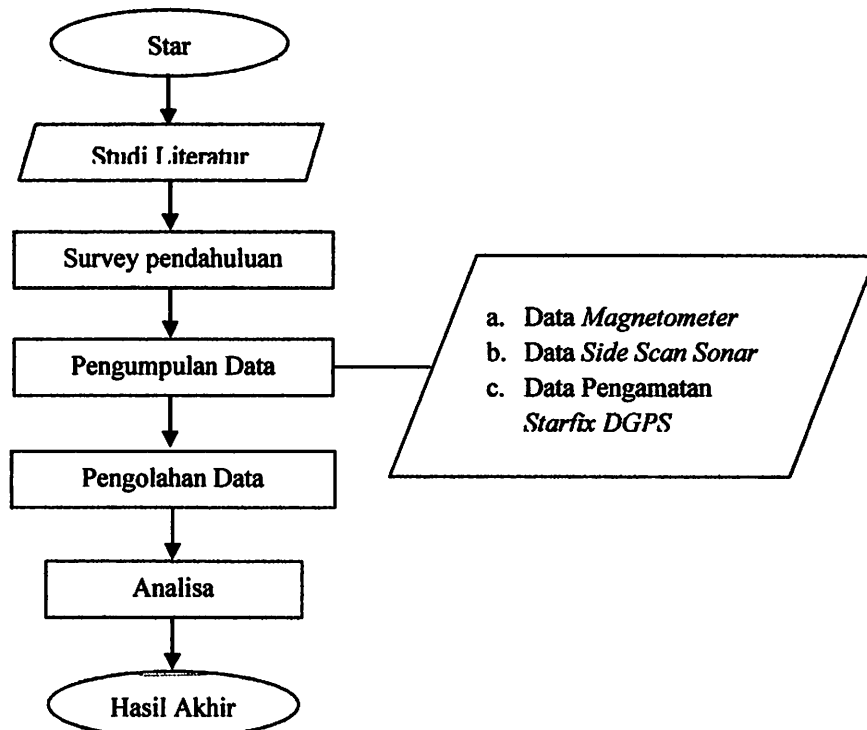 Star
Studi Literatur
Survey pendahuluan
Pengumpulan Data
a. Data Magnetometer
b. Data Side Scan Sonar
c. Data Pengamatan
Starfix DGPS
Pengolahan Data
Analisa
Hasil Akhir